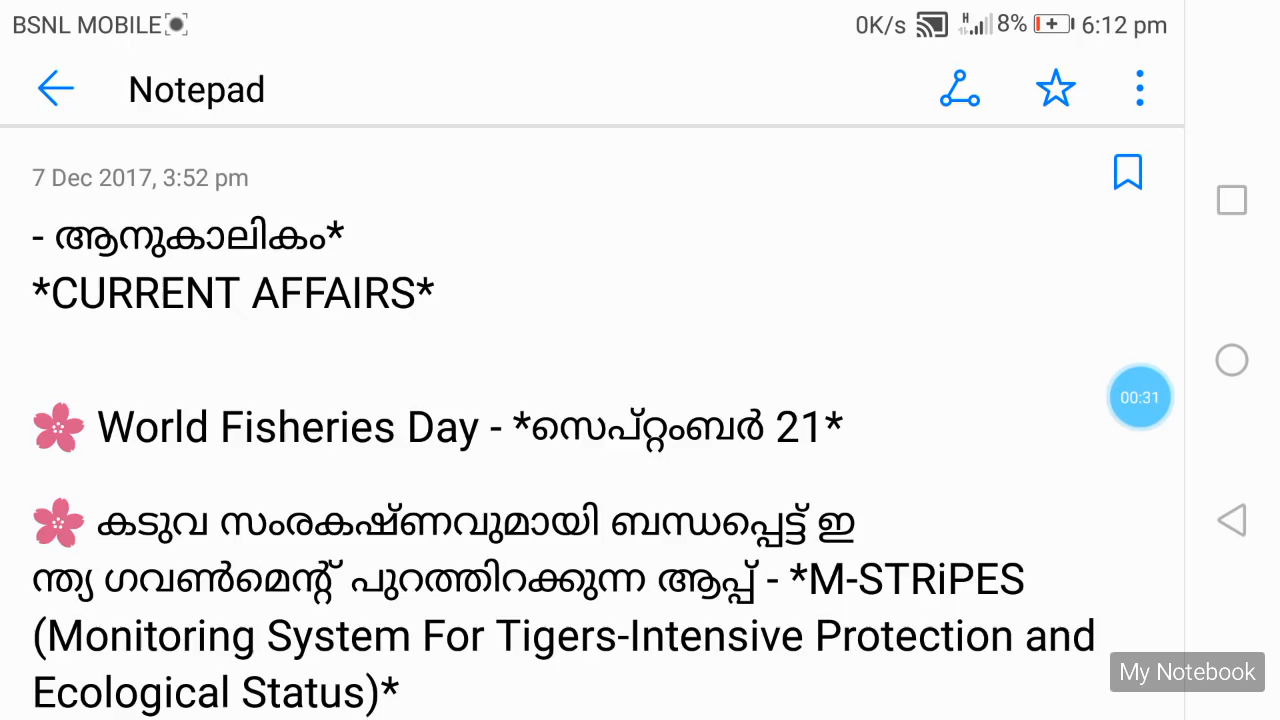 BSNL MOBILE 0K/s H 8% 6:12 pm
Notepad
7 Dec 2017, 3:52 pm
- ആനുകാലികം*
*CURRENT AFFAIRS*
00:31
🌸 World Fisheries Day - *സെപ്റ്റംബർ 21*
🌸 കടുവ സംരകഷ്ണവുമായി ബന്ധപ്പെട്ട് ഇ
ന്ത്യ ഗവൺമെന്റ് പുറത്തിറക്കുന്ന ആപ്പ് - *M-STRiPES
(Monitoring System For Tigers-Intensive Protection and
Ecological Status)*
My Notebook